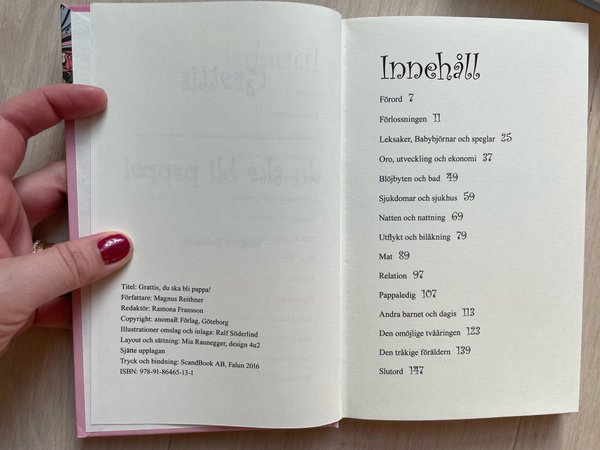 Titel: Grattis, du ska bli pappa!
Författare: Magnus Reithner
Redaktör: Ramona Fransson
Copyright: anomaR Förlag, Göteborg
Illustrationer omslag och inlaga: Ralf Söderlind
Layout och sättning: Mia Raunegger, design 4u2
Sjätte upplagan
Tryck och bindning: ScandBook AB, Falun 2016
ISBN: 978-91-86465-13-1
Innehåll
Förord 7
Förlossningen 11
Leksaker, Babybjörnar och speglar 25
Oro, utveckling och ekonomi 37
Blöjbyten och bad 49
Sjukdomar och sjukhus 59
Natten och nattning 69
Utflykt och bilåkning 79
Mat 89
Relation 97
Pappaledig 107
Andra barnet och dagis 113
Den omöjlige tvååringen 123
Den tråkige föräldern 139
Slutord 147